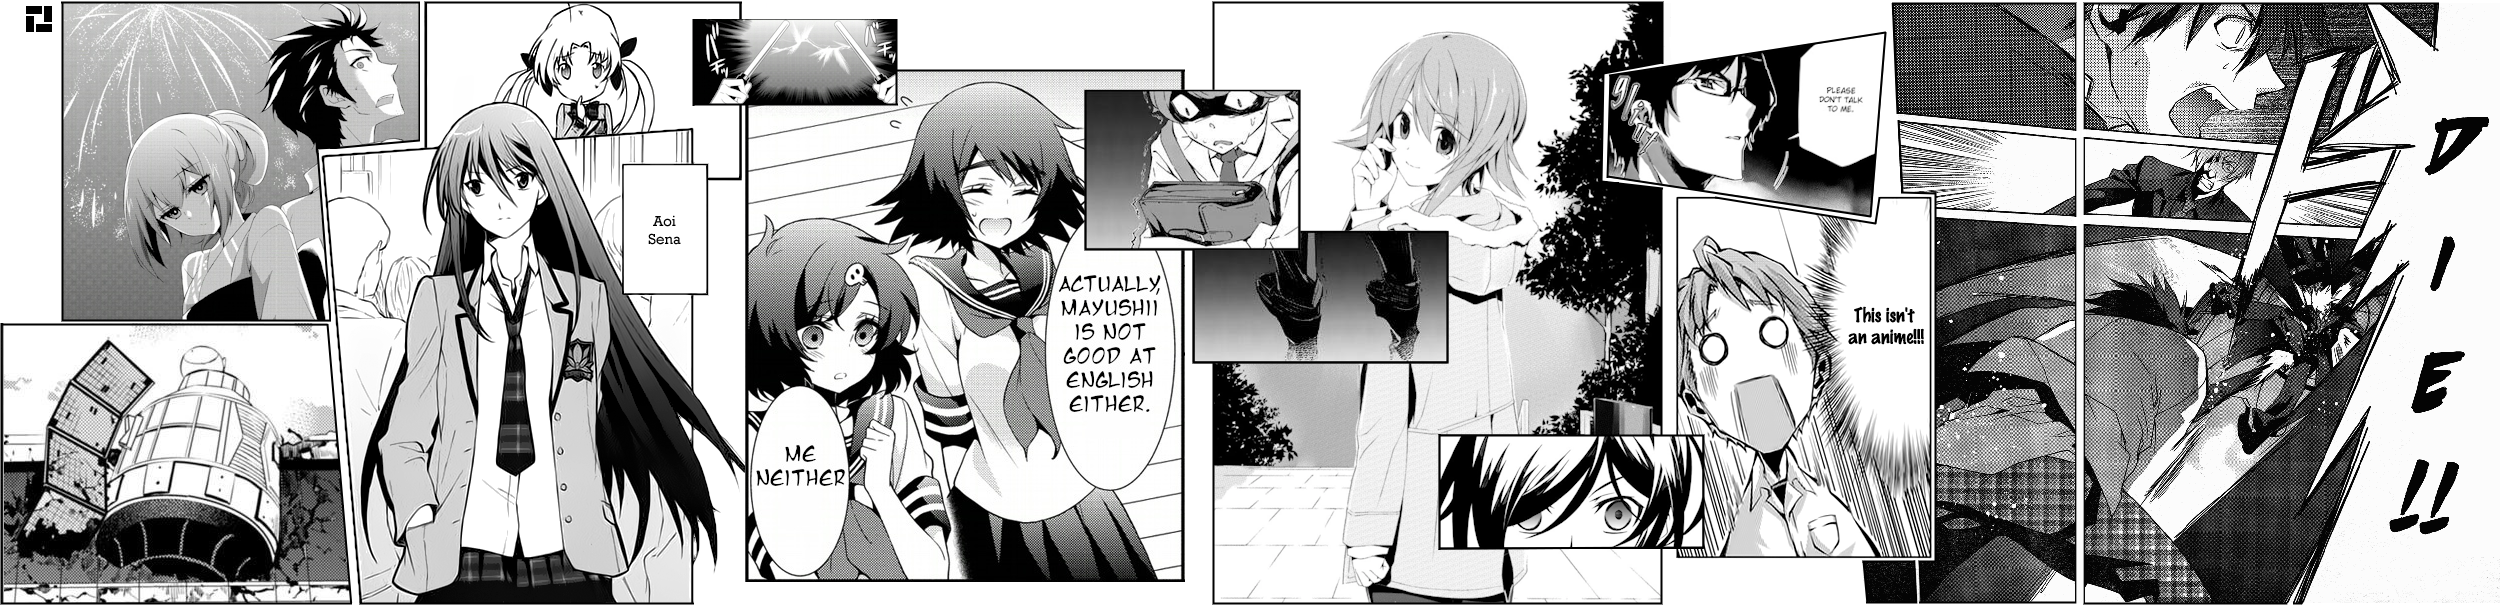 Aoi
Sena
ACTUALLY,
MAYUSHII
IS NOT
GOOD AT
ENGLISH
EITHER.
ME
NEITHER
PLEASE
DON'T TALK
TO ME.
This isn't
an anime!!!
DIE!!